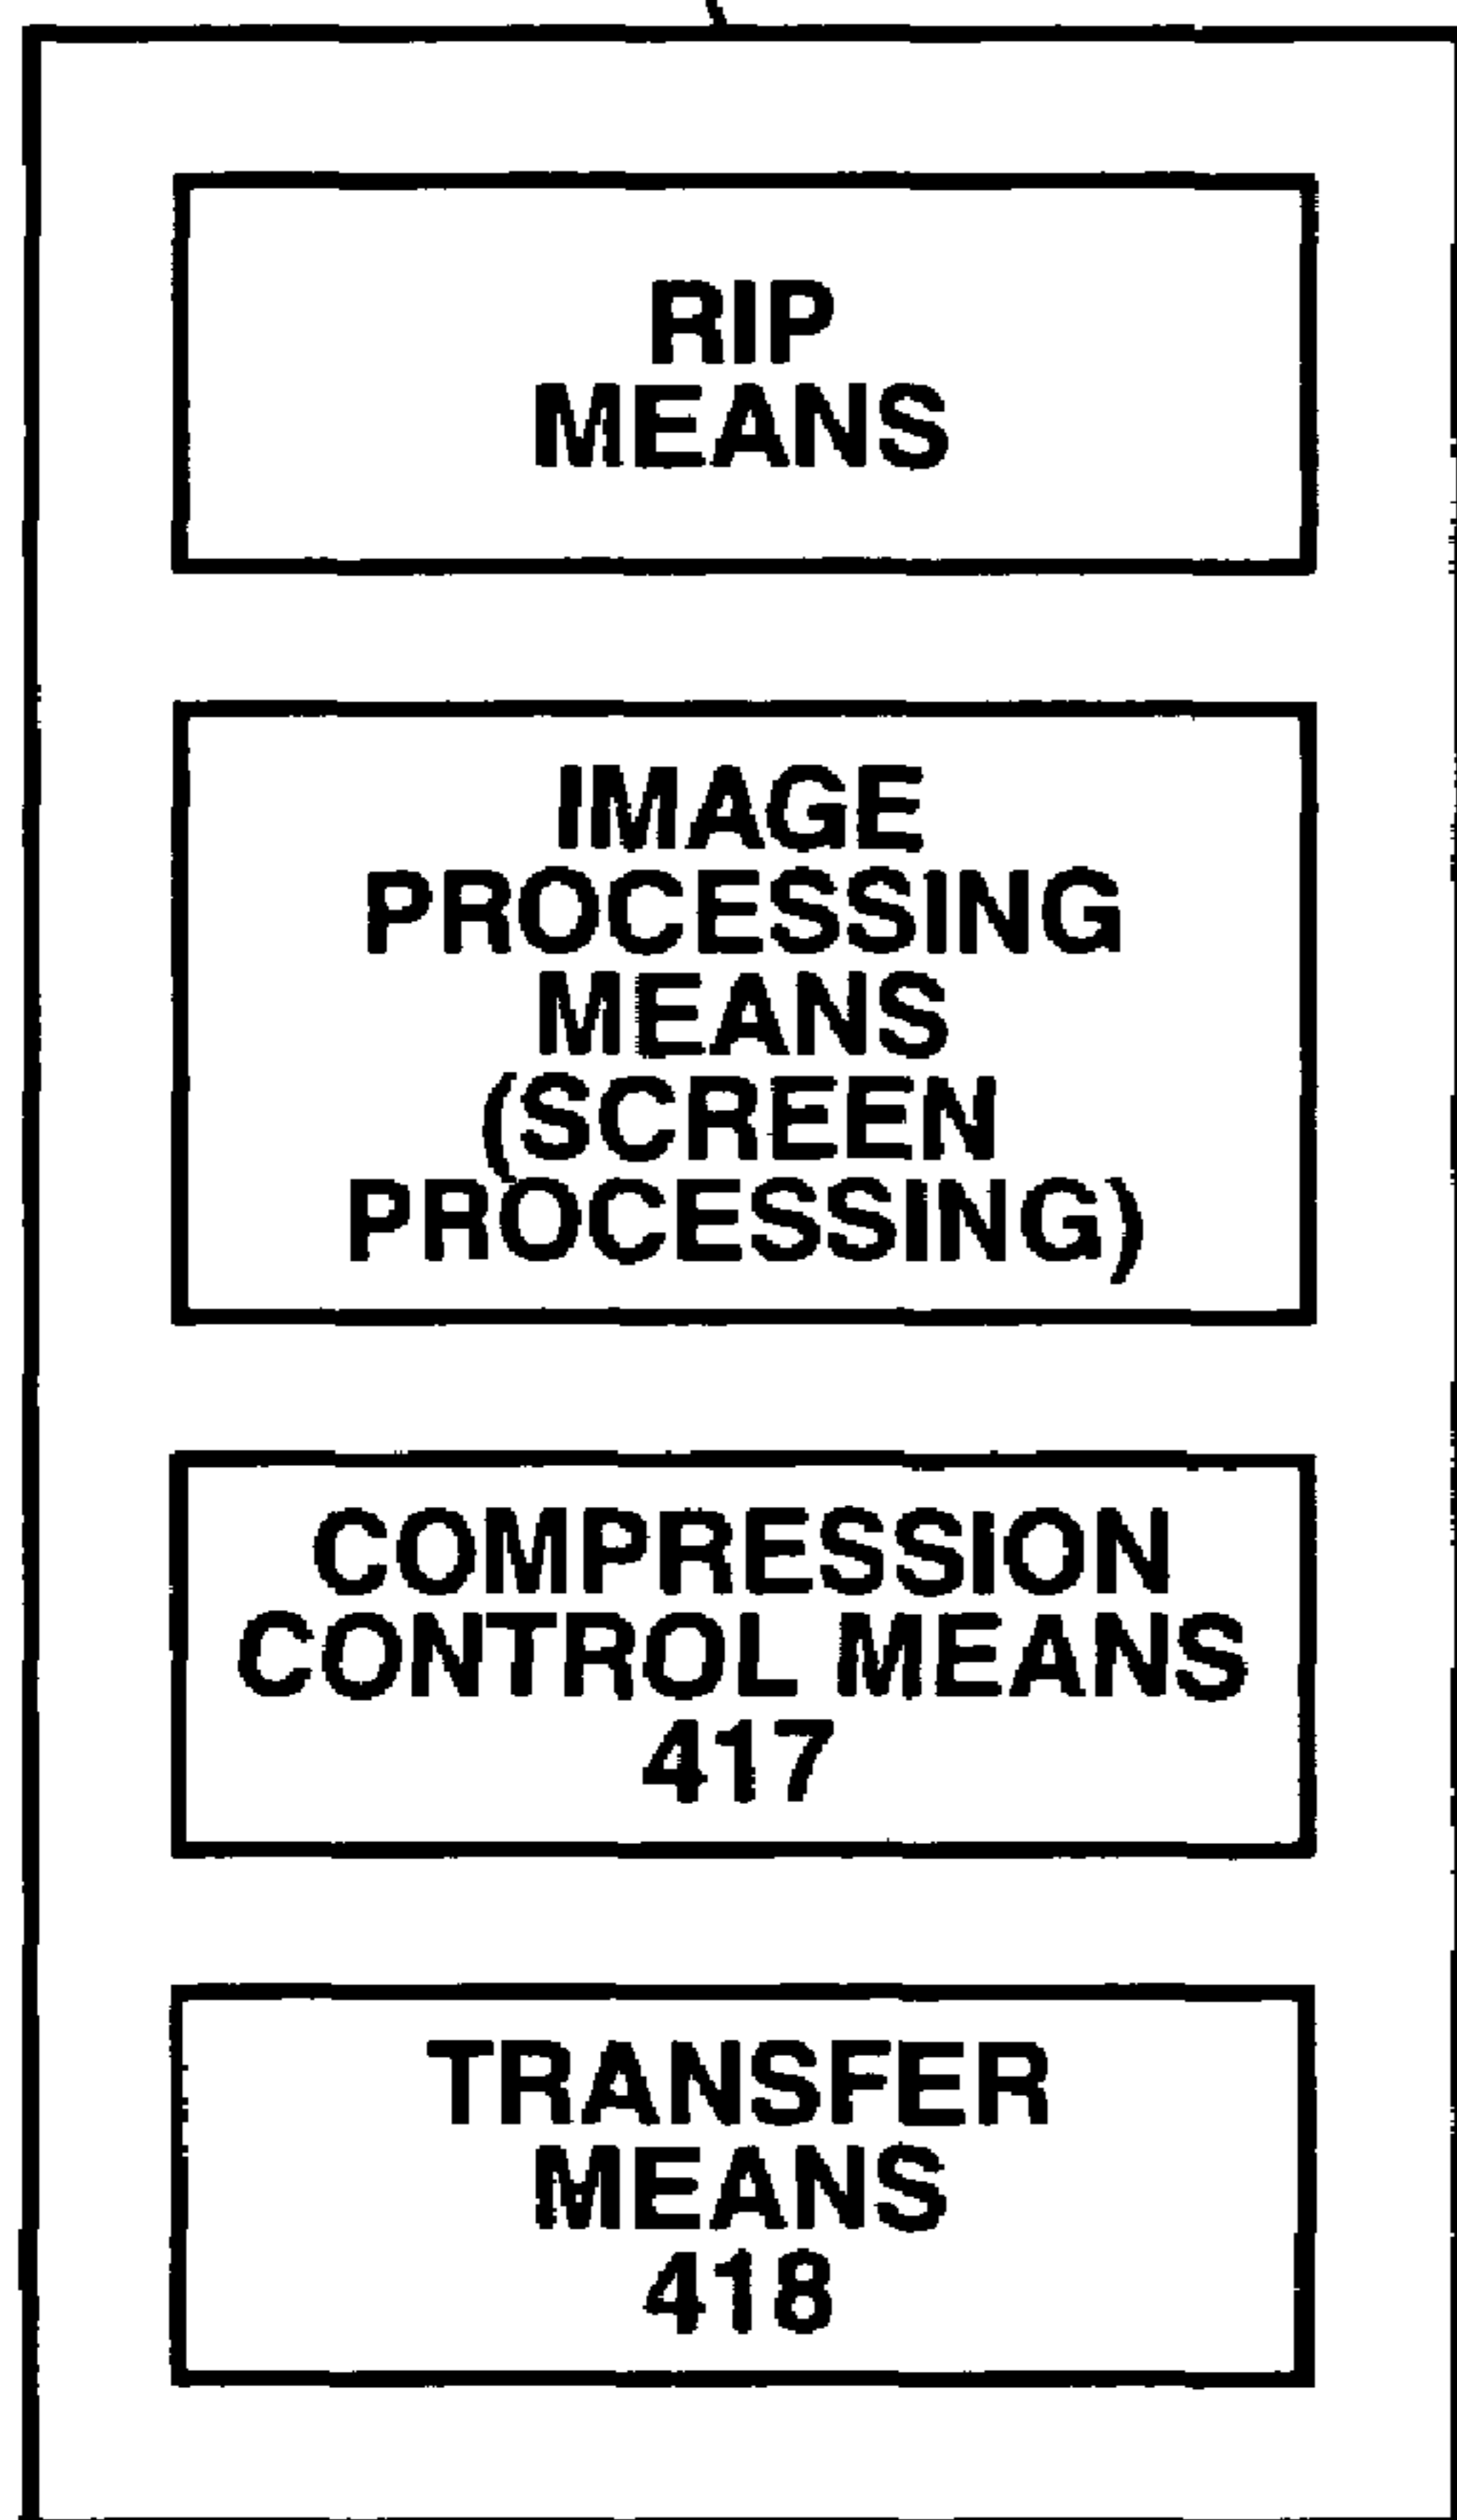 RIP
MEANS
IMAGE
PROCESSING
MEANS
(SCREEN
PROCESSING)
COMPRESSION
CONTROL MEANS
417
TRANSFER
MEANS
418